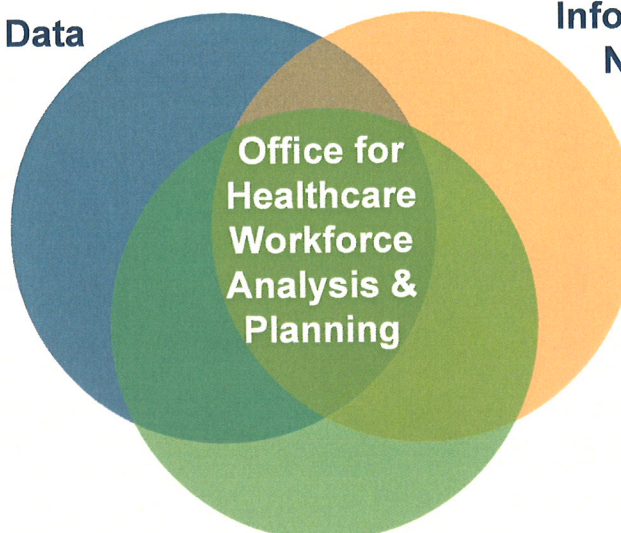 Data
Office for
Healthcare
Workforce
Analysis &
Planning